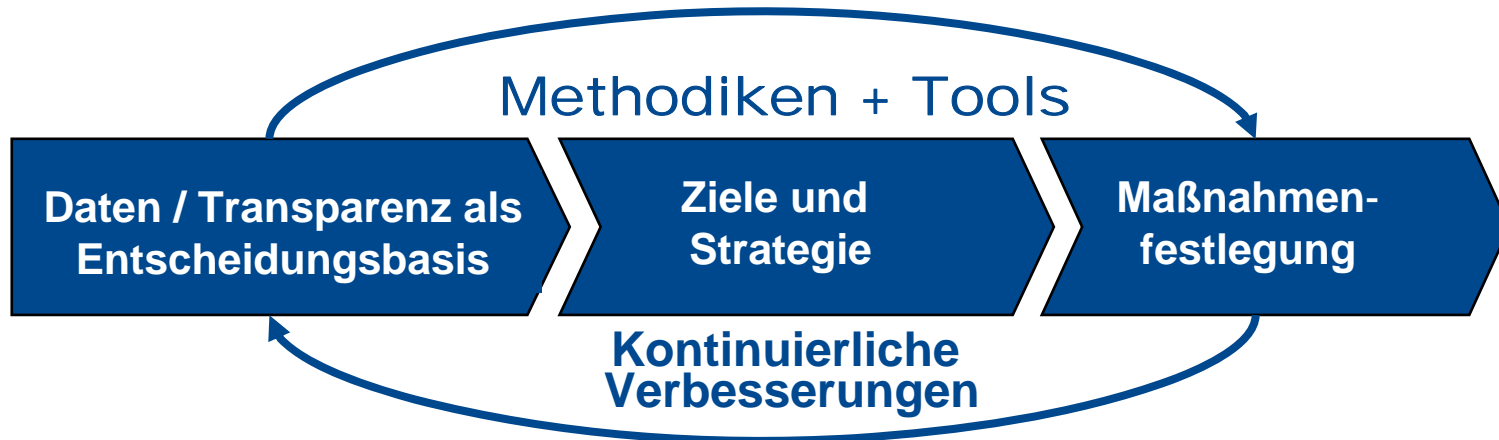 Methodiken + Tools
Daten / Transparenz als
Entscheidungsbasis
Ziele und
Strategie
Maßnahmen-
festlegung
Kontinuierliche
Verbesserungen